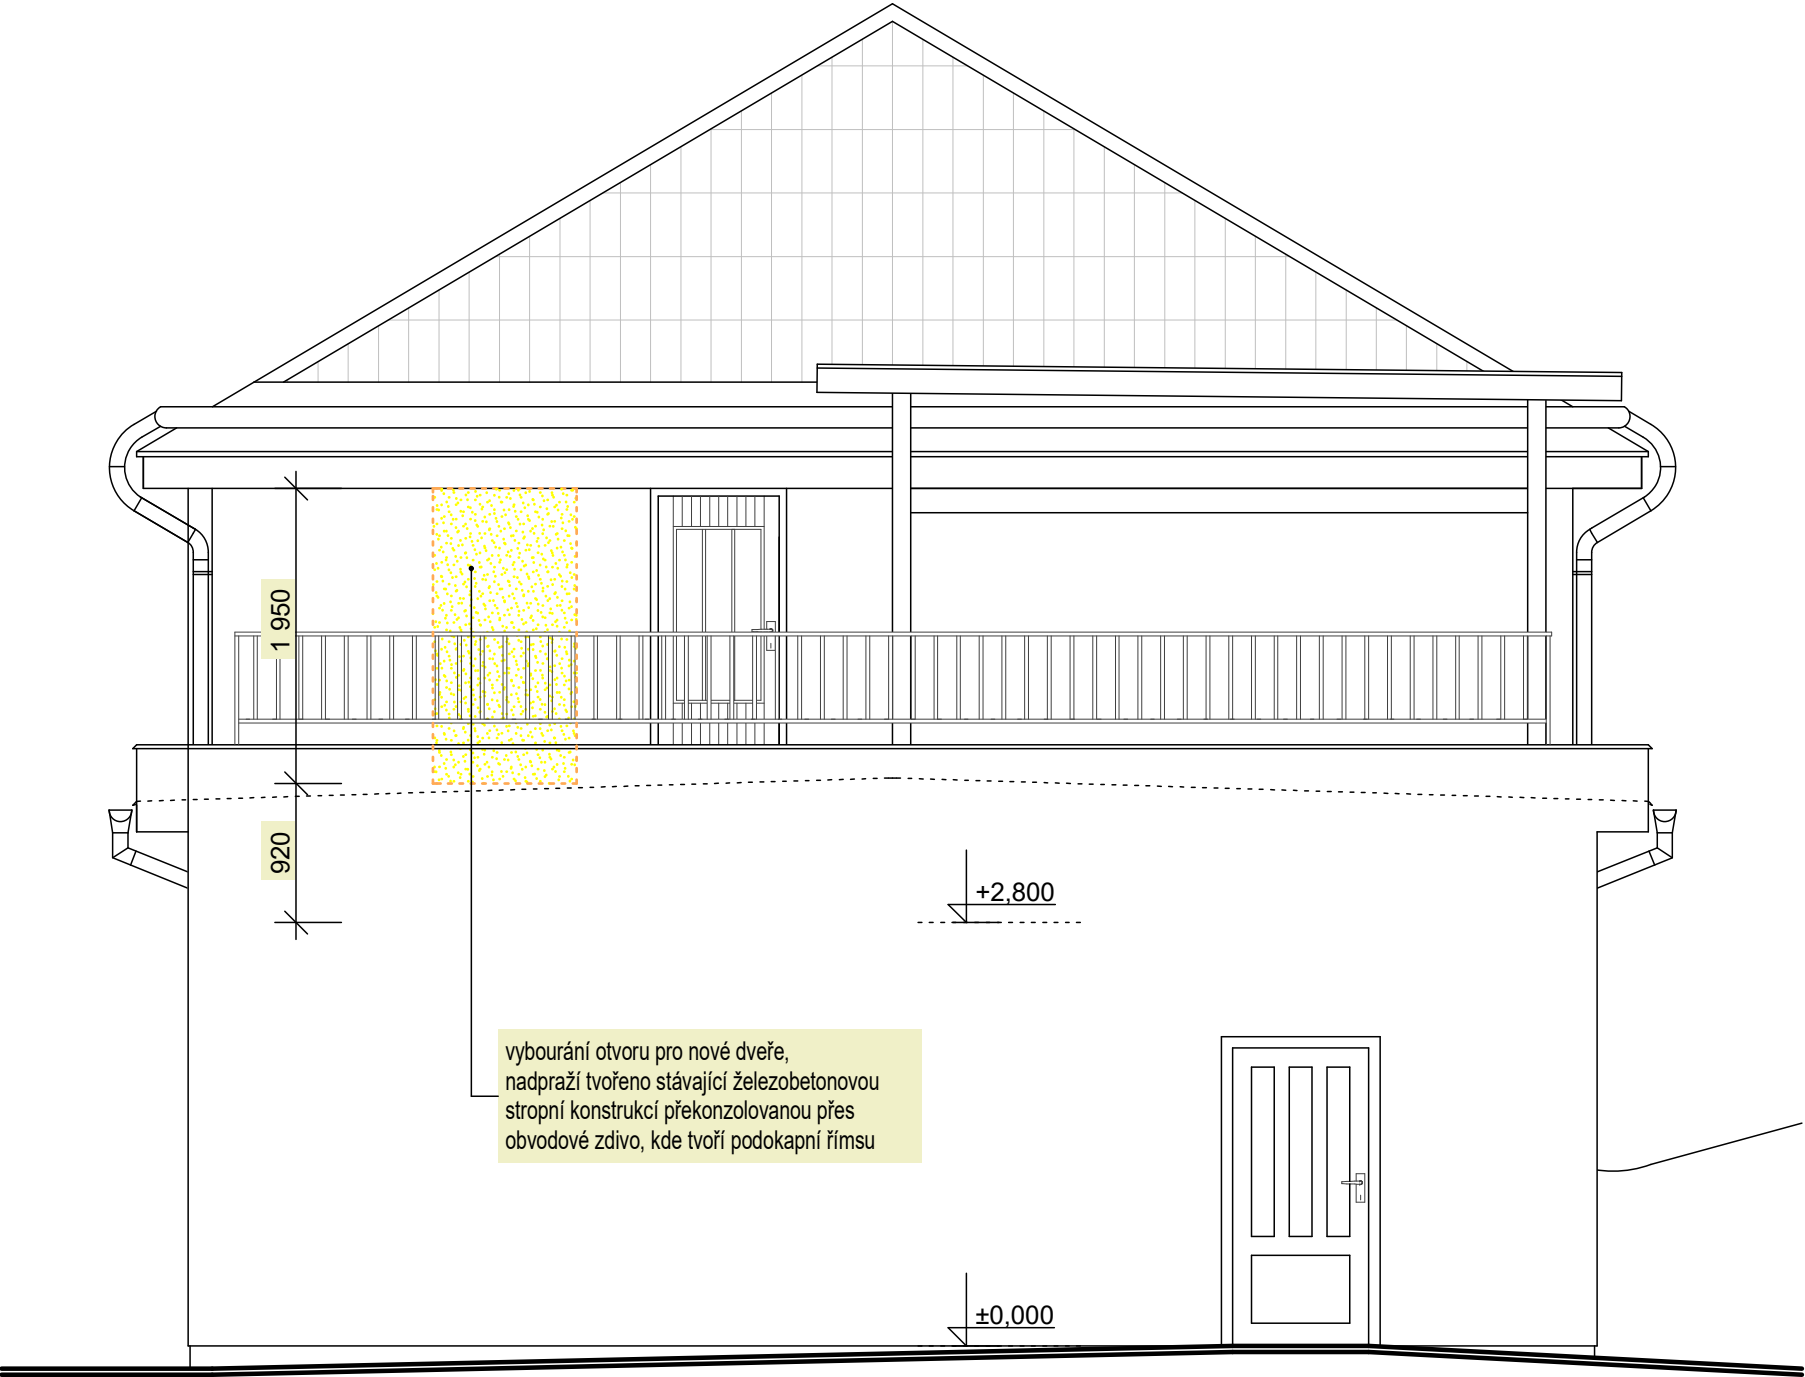 1 950
920
+2,800
vybourání otvoru pro nové dveře,
nadpraží tvořeno stávající železobetonovou
stropní konstrukcí překonzolovanou přes
obvodové zdivo, kde tvoří podokapní římsu
±0,000